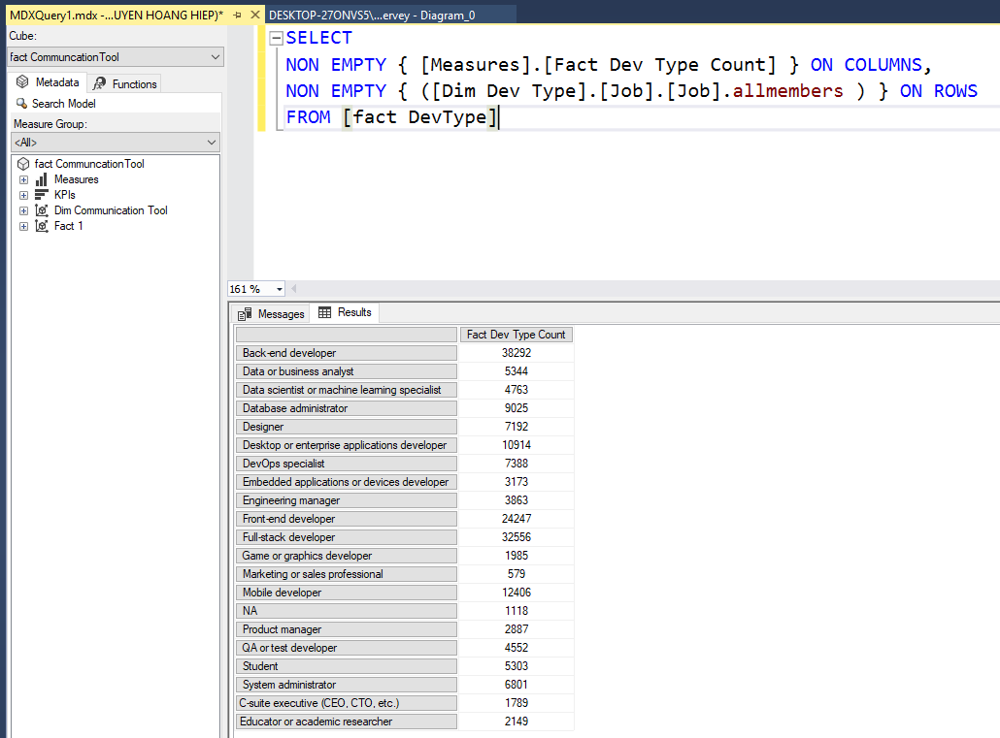 MDXQuery1.mdx -...UYEN HOANG HIEP)*
DESKTOP-27ONVS5\...ervey - Diagram_0
Cube:
fact CommuncationTool
Metadata
Functions
Search Model
Measure Group:
<All>
fact CommuncationTool
Measures
KPIs
Dim Communication Tool
Fact 1
SELECT
NON EMPTY { [Measures].[Fact Dev Type Count] } ON COLUMNS,
NON EMPTY { ([Dim Dev Type].[Job].[Job].allmembers ) } ON ROWS
FROM [fact DevType]
161 %
Messages
Results
Fact Dev Type Count
Back-end developer 38292
Data or business analyst 5344
Data scientist or machine learning specialist 4763
Database administrator 9025
Designer 7192
Desktop or enterprise applications developer 10914
DevOps specialist 7388
Embedded applications or devices developer 3173
Engineering manager 3863
Front-end developer 24247
Full-stack developer 32556
Game or graphics developer 1985
Marketing or sales professional 579
Mobile developer 12406
NA 1118
Product manager 2887
QA or test developer 4552
Student 5303
System administrator 6801
C-suite executive (CEO, CTO, etc.) 1789
Educator or academic researcher 2149